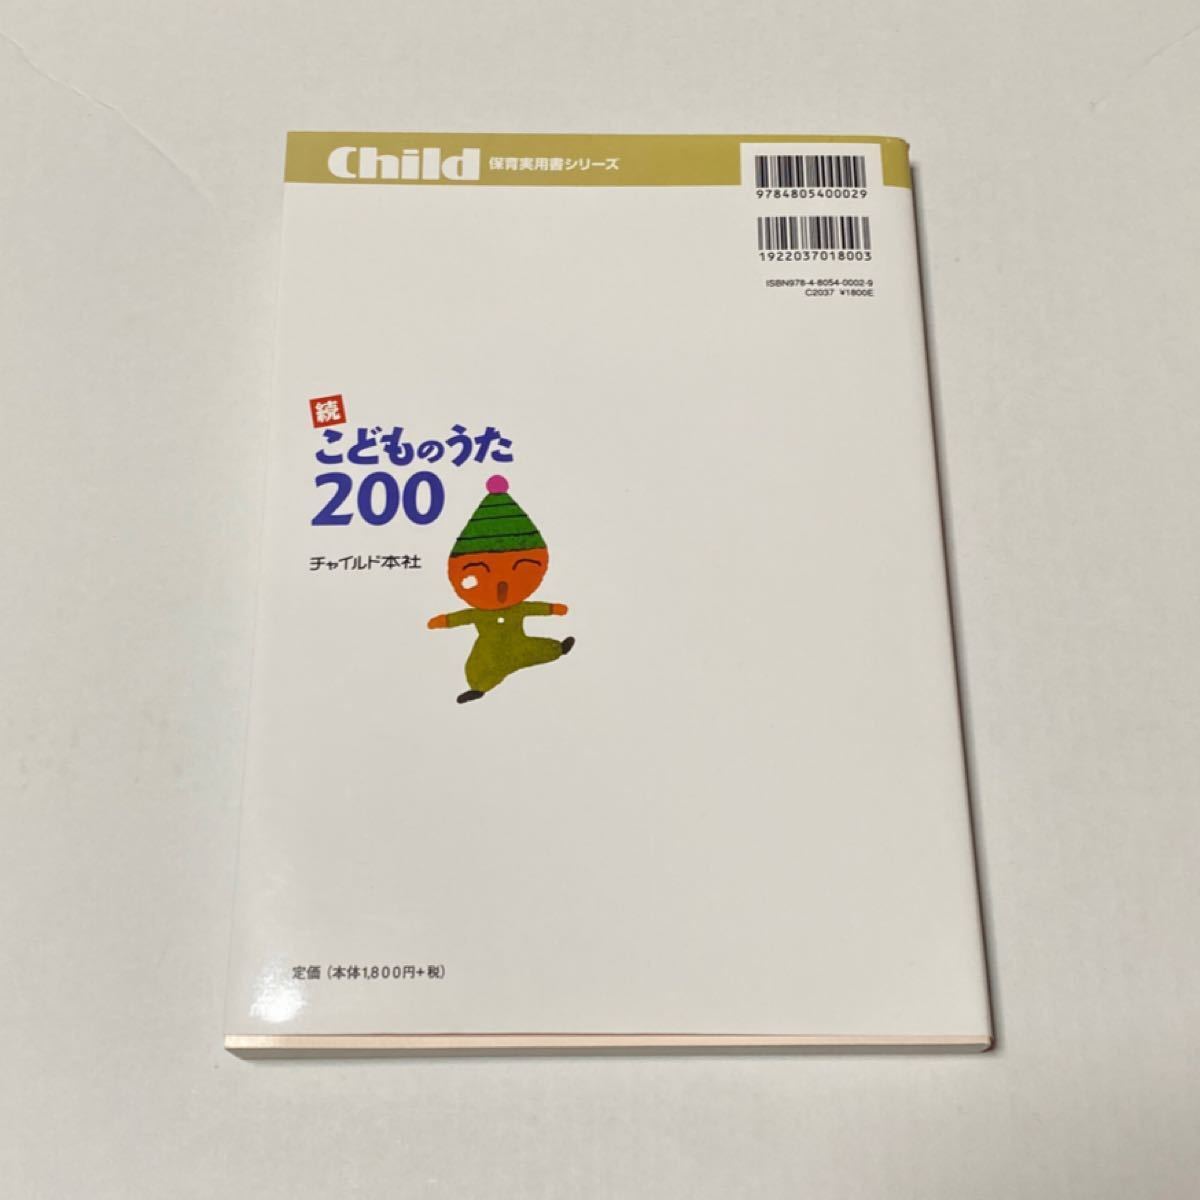 Child 保育実用書シリーズ
9784805400029
1922037018003
ISBN978-4-8054-0002-9
C2037 ¥1800E
続
こどものうた
200
チャイルド本社
定価(本体1,800円+税)